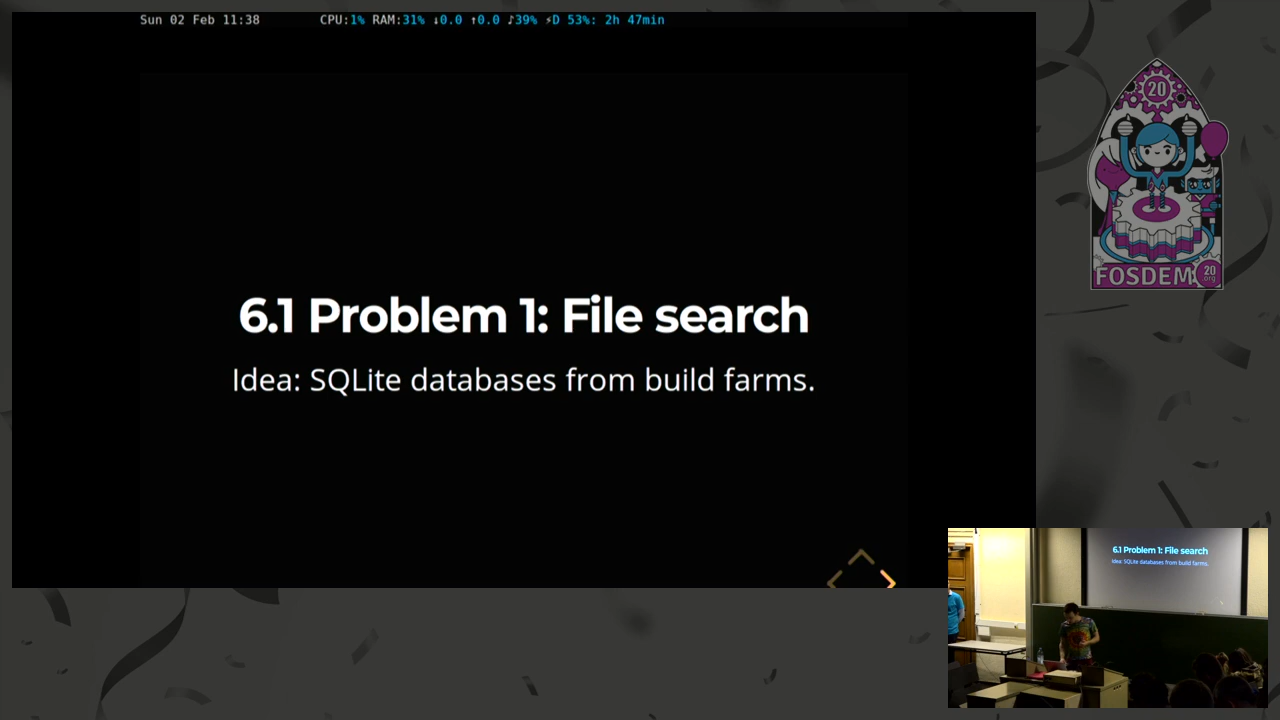 Sun 02 Feb 11:38 CPU:1% RAM:31% ↓0.0 ↑0.0 ♪39% ⚡D 53%: 2h 47min
6.1 Problem 1: File search
Idea: SQLite databases from build farms.
20
FOSDEM 20
.org
6.1 Problem 1: File search
Idea: SQLite databases from build farms.